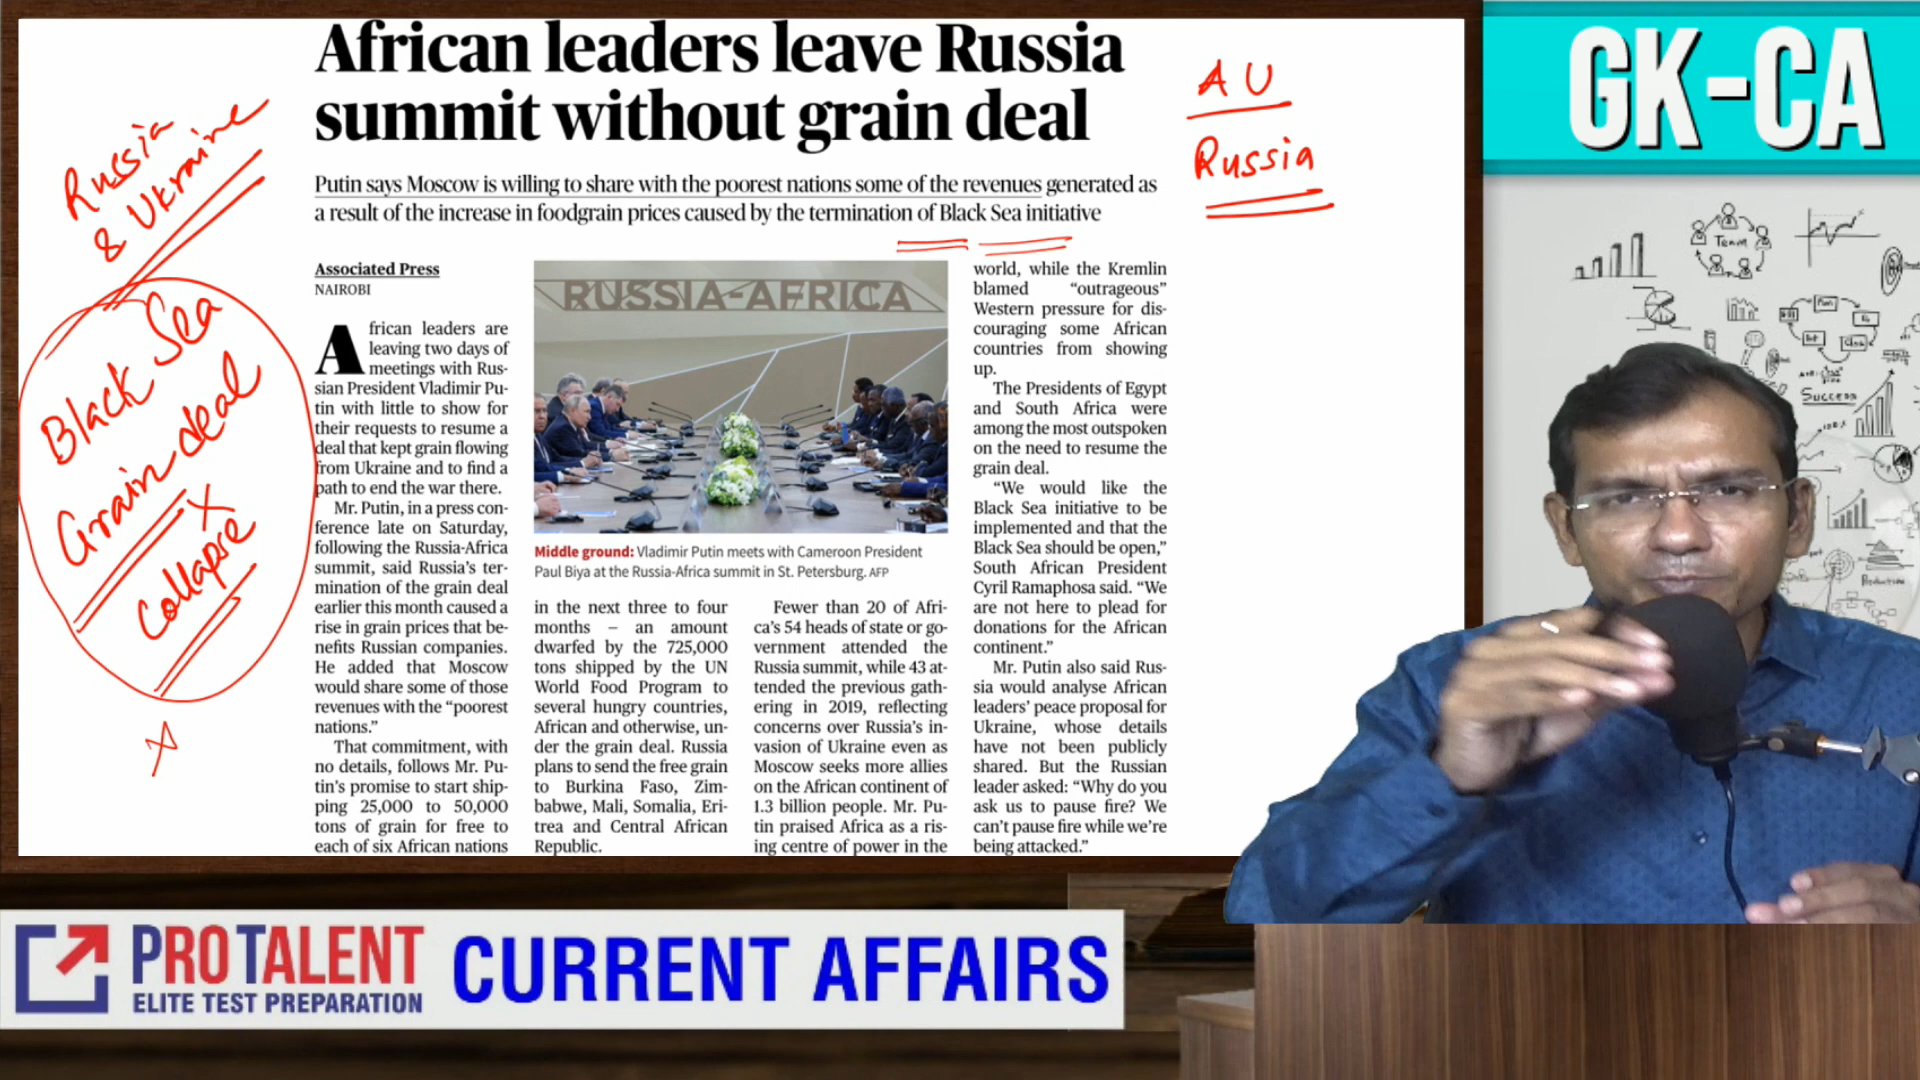 African leaders leave Russia
summit without grain deal
Putin says Moscow is willing to share with the poorest nations some of the revenues generated as
a result of the increase in foodgrain prices caused by the termination of Black Sea initiative
Associated Press
NAIROBI
African leaders are
leaving two days of
meetings with Rus-
sian President Vladimir Pu-
tin with little to show for
their requests to resume a
deal that kept grain flowing
from Ukraine and to find a
path to end the war there.
Mr. Putin, in a press con-
ference late on Saturday,
following the Russia-Africa
summit, said Russia's ter-
mination of the grain deal
earlier this month caused a
rise in grain prices that be-
nefits Russian companies.
He added that Moscow
would share some of those
revenues with the "poorest
nations."
That commitment, with
no details, follows Mr. Pu-
tin's promise to start ship-
ping 25,000 to 50,000
tons of grain for free to
each of six African nations
RUSSIA-AFRICA
Middle ground: Vladimir Putin meets with Cameroon President
Paul Biya at the Russia-Africa summit in St. Petersburg. AFP
in the next three to four
months – an amount
dwarfed by the 725,000
tons shipped by the UN
World Food Program to
several hungry countries,
African and otherwise, un-
der the grain deal. Russia
plans to send the free grain
to Burkina Faso, Zim-
babwe, Mali, Somalia, Eri-
trea and Central African
Republic.
Fewer than 20 of Afri-
ca's 54 heads of state or go-
vernment attended the
Russia summit, while 43 at-
tended the previous gath-
ering in 2019, reflecting
concerns over Russia's in-
vasion of Ukraine even as
Moscow seeks more allies
on the African continent of
1.3 billion people. Mr. Pu-
tin praised Africa as a ris-
ing centre of power in the
world, while the Kremlin
blamed "outrageous"
Western pressure for dis-
couraging some African
countries from showing
up.
The Presidents of Egypt
and South Africa were
among the most outspoken
on the need to resume the
grain deal.
"We would like the
Black Sea initiative to be
implemented and that the
Black Sea should be open,"
South African President
Cyril Ramaphosa said. "We
are not here to plead for
donations for the African
continent."
Mr. Putin also said Rus-
sia would analyse African
leaders' peace proposal for
Ukraine, whose details
have not been publicly
shared. But the Russian
leader asked: "Why do you
ask us to pause fire? We
can't pause fire while we're
being attacked."
Russia
& Ukraine
Black Sea
Grain deal
Collapse
AU
Russia
GK-CA
Team
Success
PROTALENT
ELITE TEST PREPARATION
CURRENT AFFAIRS